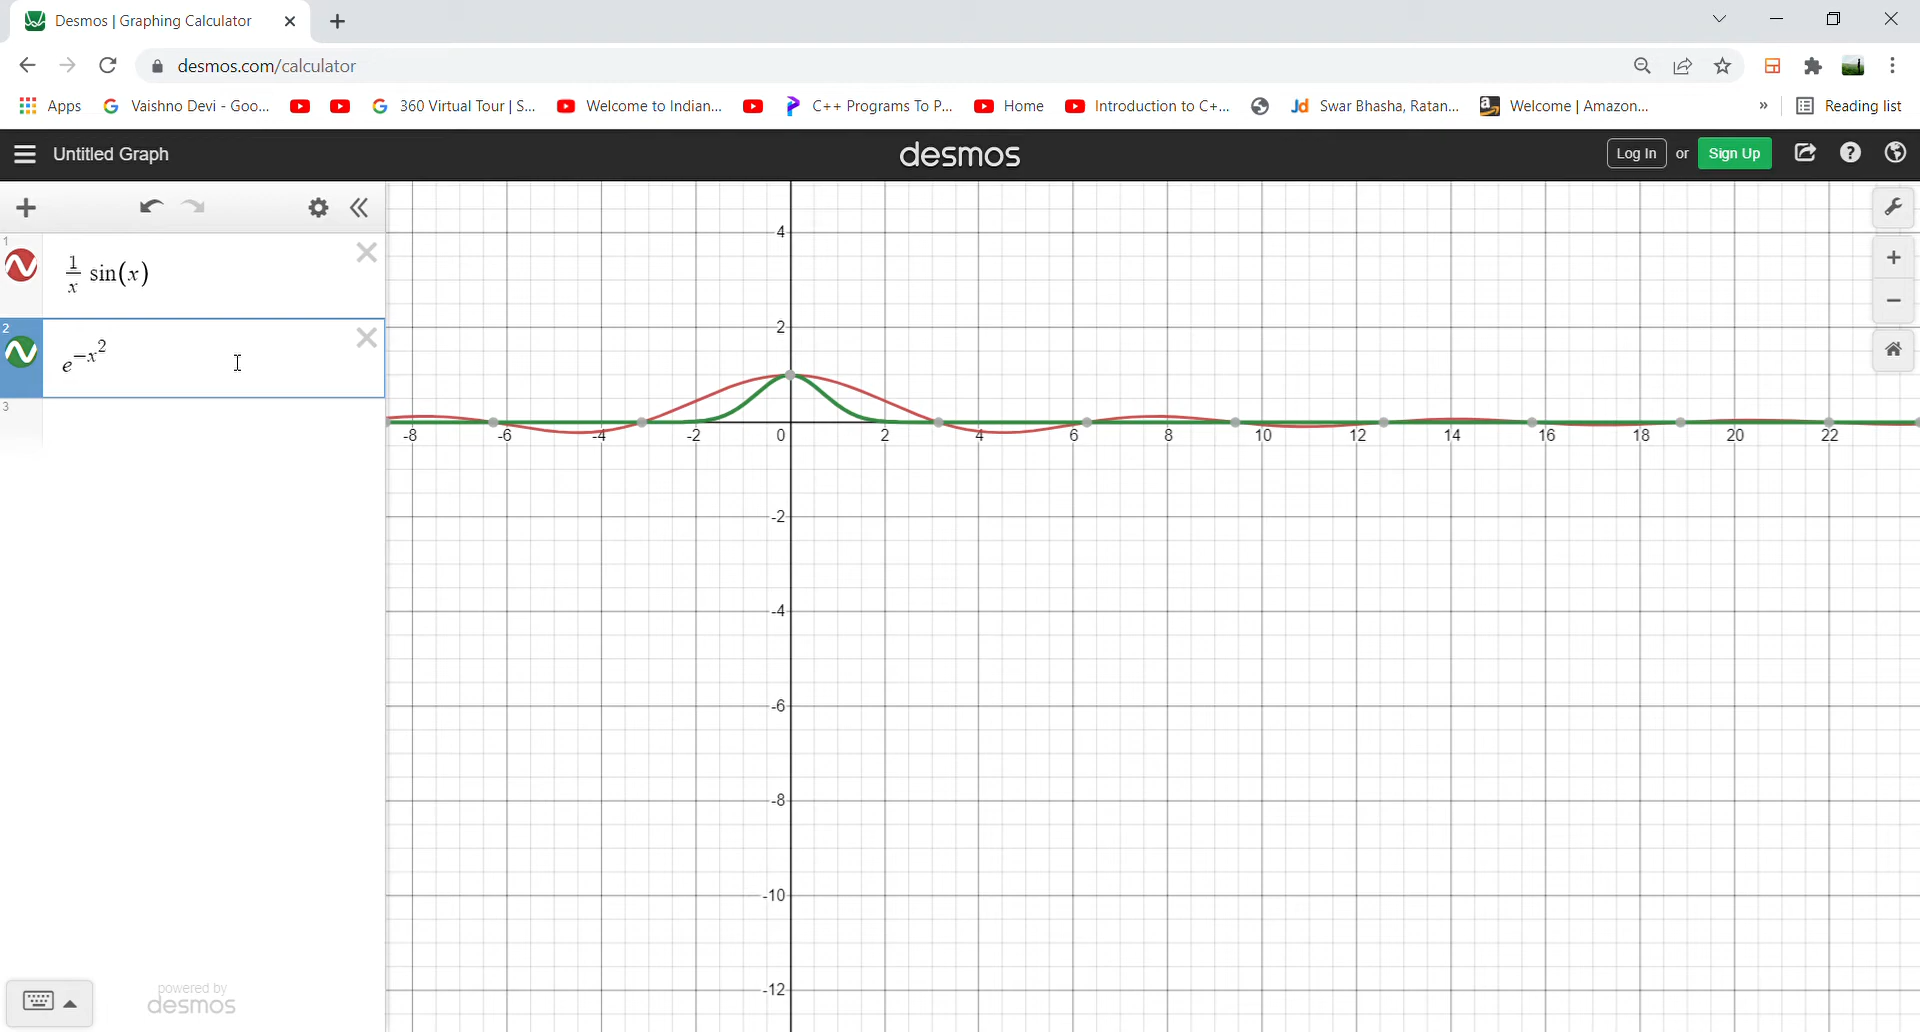 Desmos | Graphing Calculator
desmos.com/calculator
Apps Vaishno Devi - Goo... 360 Virtual Tour | S... Welcome to Indian... C++ Programs To P... Home Introduction to C+... Jd Swar Bhasha, Ratan... Welcome | Amazon... » Reading list
Untitled Graph desmos Log In or Sign Up
1
1/x sin(x)
2
e^{-x^2}
3
4
2
-8 -6 -4 -2 0 2 4 6 8 10 12 14 16 18 20 22
-2
-4
-6
-8
-10
-12
powered by
desmos